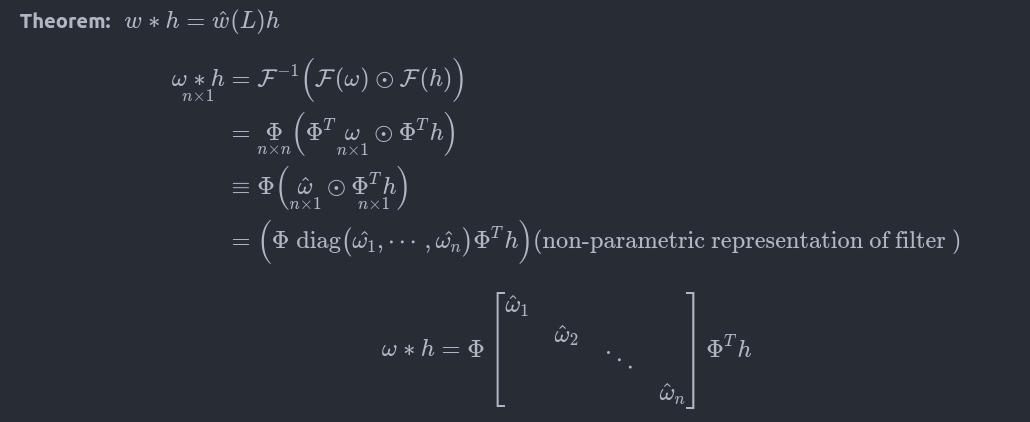 Theorem: w ∗ h = ŵ(L)h
ω ∗ h = ℱ⁻¹(ℱ(ω) ⊙ ℱ(h))
n×1
= Φ(Φᵀ ω ⊙ Φᵀh)
n×n n×1
≡ Φ(ω̂ ⊙ Φᵀh)
n×1 n×1
= (Φ diag(ω̂₁, ⋯ , ω̂ₙ)Φᵀh)(non-parametric representation of filter )
ω̂₁
ω̂₂
ω ∗ h = Φ [ ⋱ ] Φᵀh
ω̂ₙ